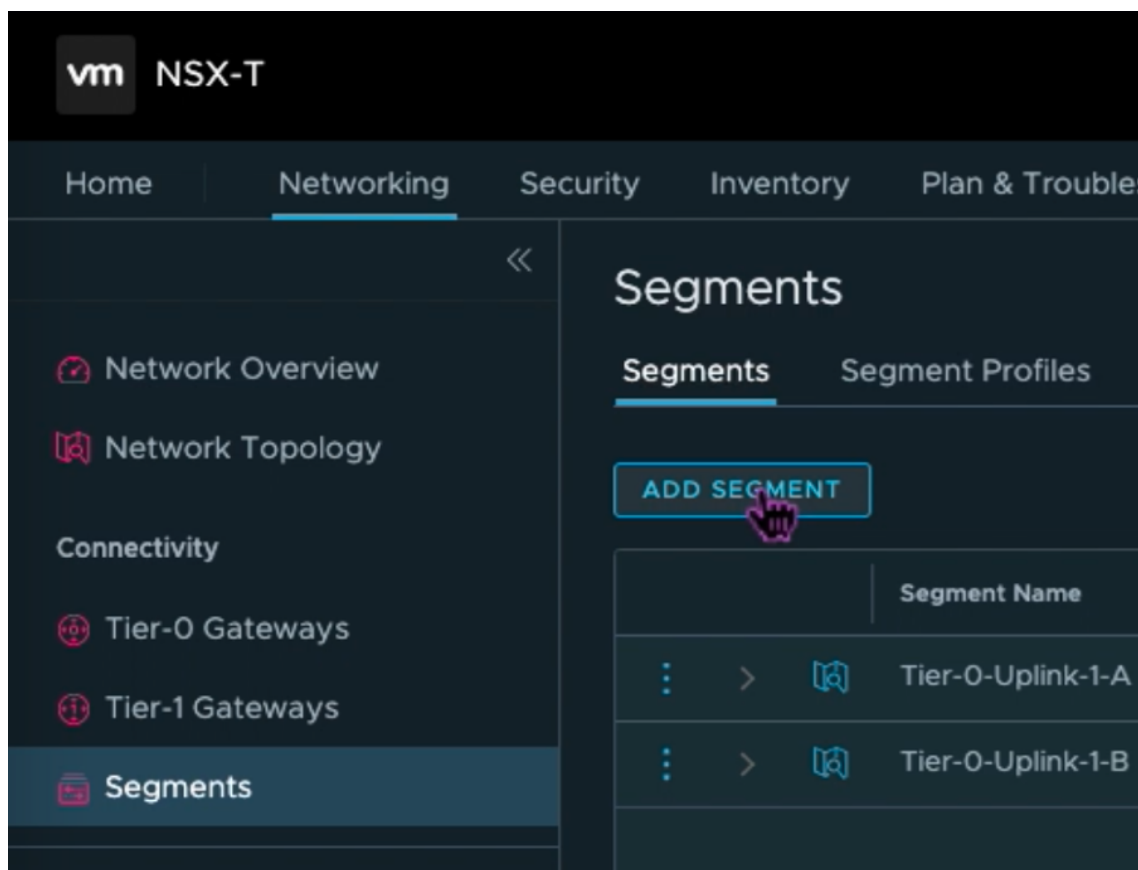 vm NSX-T
Home Networking Security Inventory Plan & Trouble
Segments
Network Overview
Segments Segment Profiles
Network Topology
ADD SEGMENT
Connectivity
Segment Name
Tier-0 Gateways
Tier-0-Uplink-1-A
Tier-1 Gateways
Tier-0-Uplink-1-B
Segments